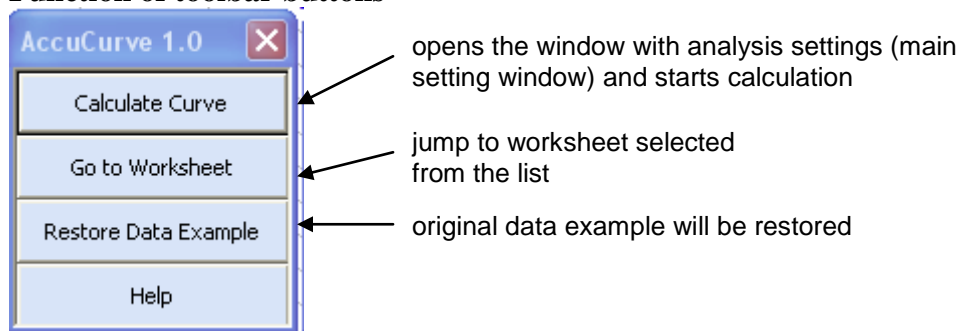 Function of toolbar buttons
AccuCurve 1.0
Calculate Curve
opens the window with analysis settings (main
setting window) and starts calculation
Go to Worksheet
jump to worksheet selected
from the list
Restore Data Example
original data example will be restored
Help